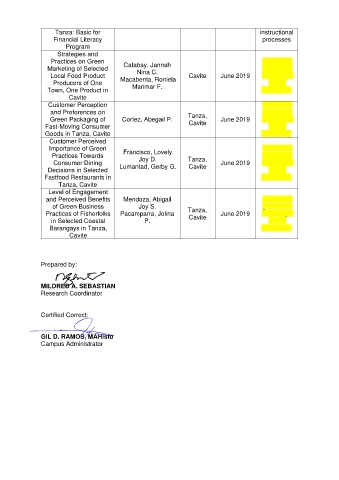 Tanza: Basic for
Financial Literacy
Program
instructional
processes
Strategies and
Practices on Green
Marketing of Selected
Local Food Product
Producers of One
Town, One Product in
Cavite
Catabay, Jannah
Nina C.
Macabenta, Roniela
Marimar F.
Cavite
June 2019
Customer Perception
and Preferences on
Green Packaging of
Fast-Moving Consumer
Goods in Tanza, Cavite
Cortez, Abegail P.
Tanza,
Cavite
June 2019
Customer Perceived
Importance of Green
Practices Towards
Consumer Dining
Decisions in Selected
Fastfood Restaurants in
Tanza, Cavite
Francisco, Lovely
Joy D.
Lumanlad, Gerby G.
Tanza,
Cavite
June 2019
Level of Engagement
and Perceived Benefits
of Green Business
Practices of Fisherfolks
in Selected Coastal
Barangays in Tanza,
Cavite
Mendoza, Abigail
Joy S.
Pacamparra, Jolina
P.
Tanza,
Cavite
June 2019
Prepared by:
MILDRED A. SEBASTIAN
Research Coordinator
Certified Correct:
GIL D. RAMOS, MAHisto
Campus Administrator